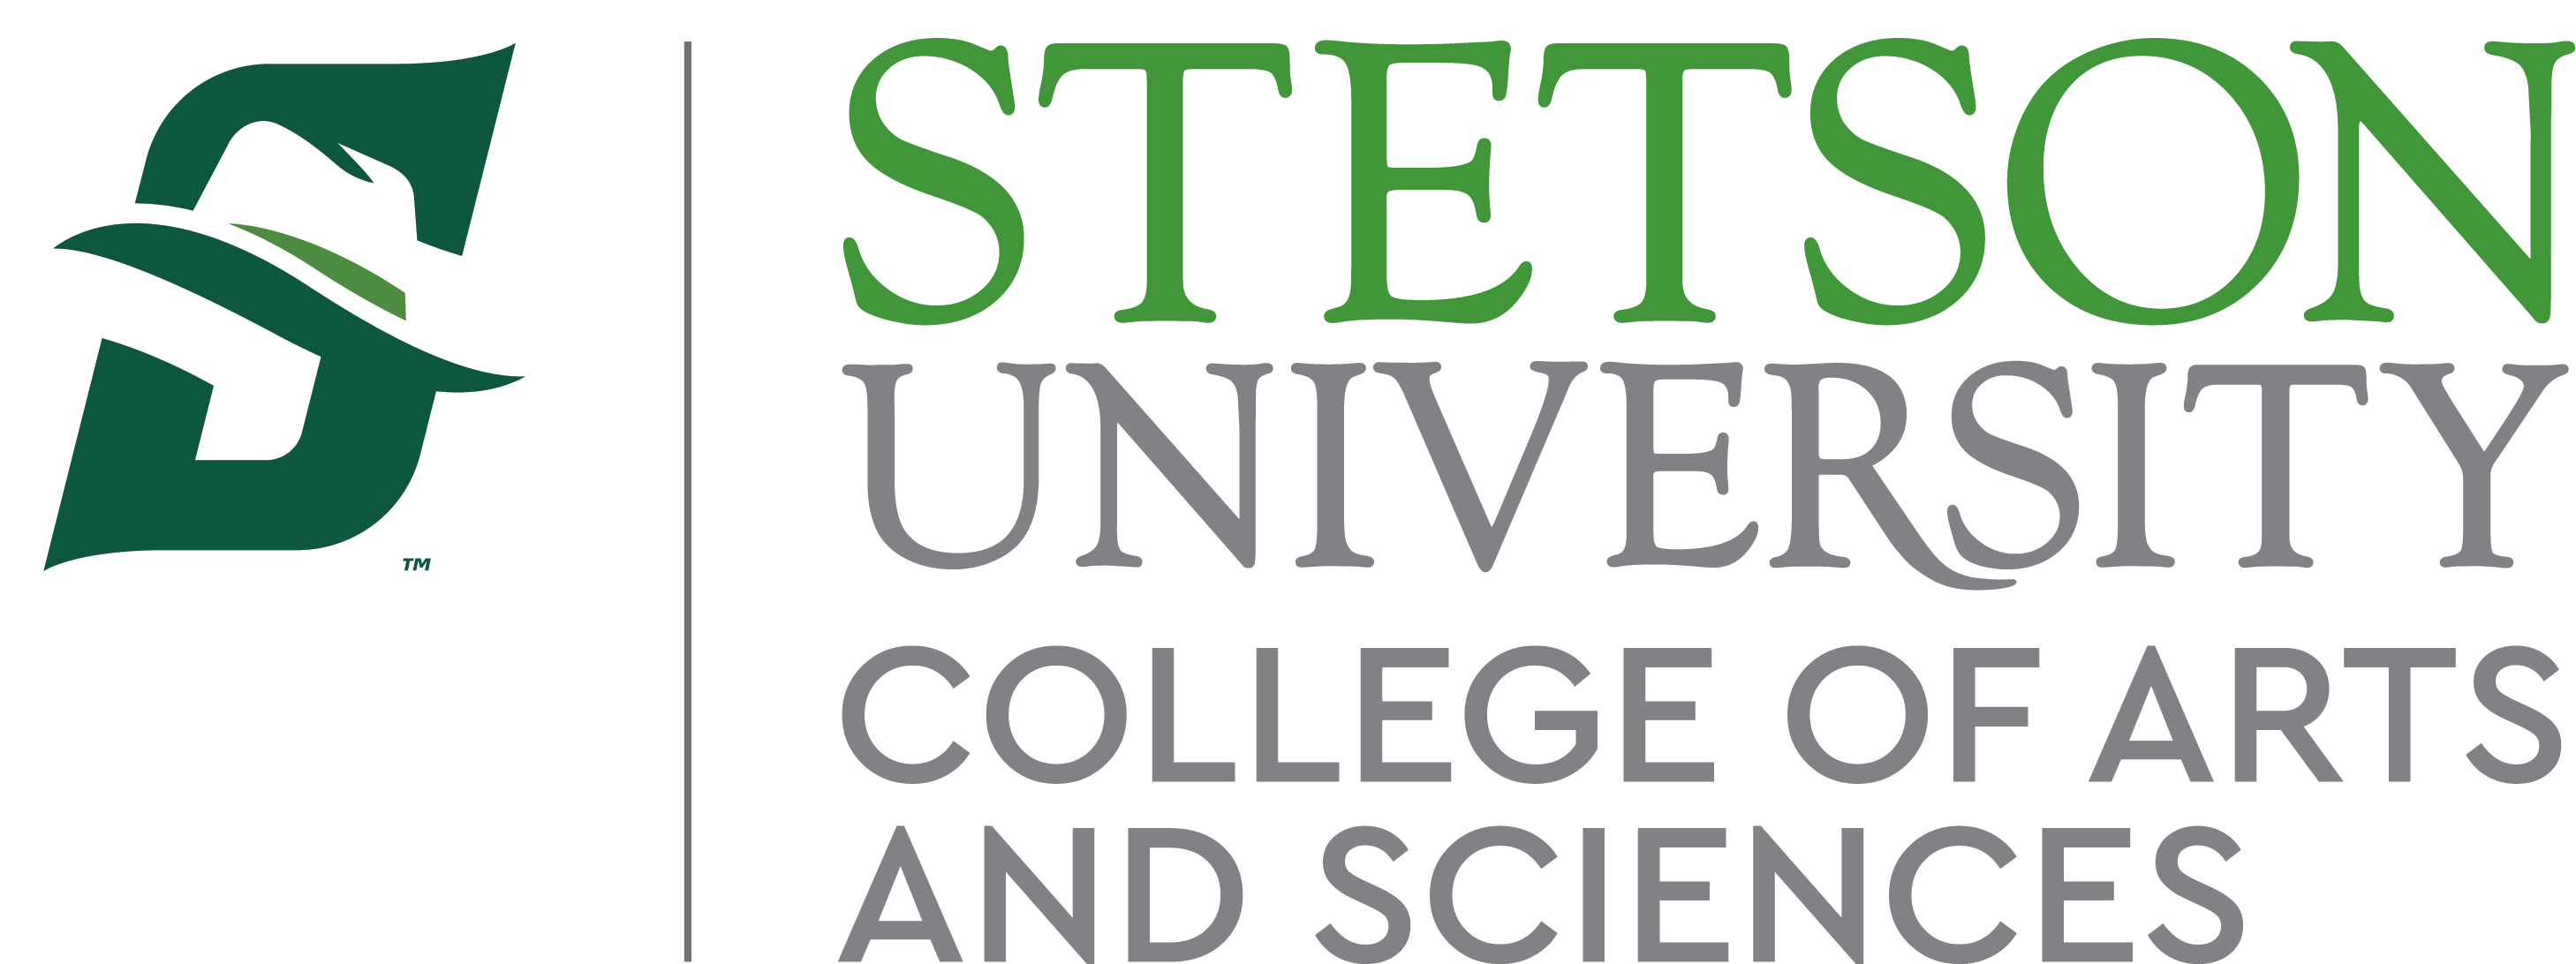 STETSON
UNIVERSITY
COLLEGE OF ARTS
AND SCIENCES
S
TM